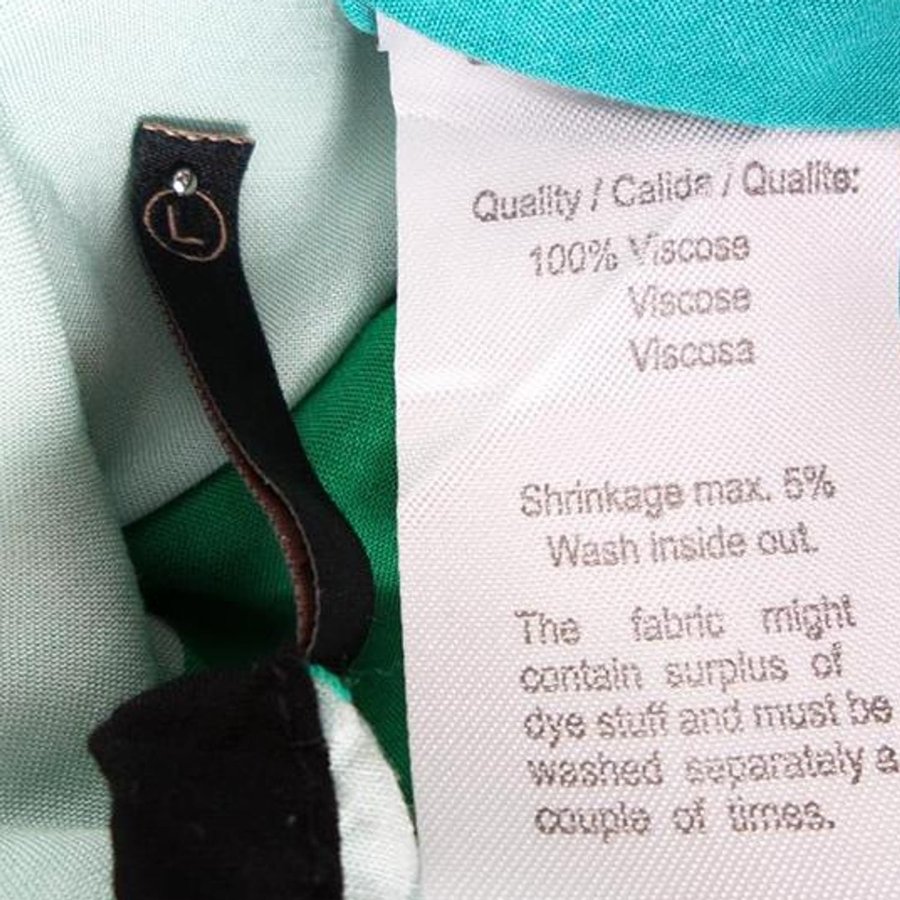 L
Quality / Calida / Qualite:
100% Viscose
Viscose
Viscosa
Shrinkage max. 5%
Wash inside out.
The fabric might
contain surplus of
dye stuff and must be
washed separately a
couple of times.